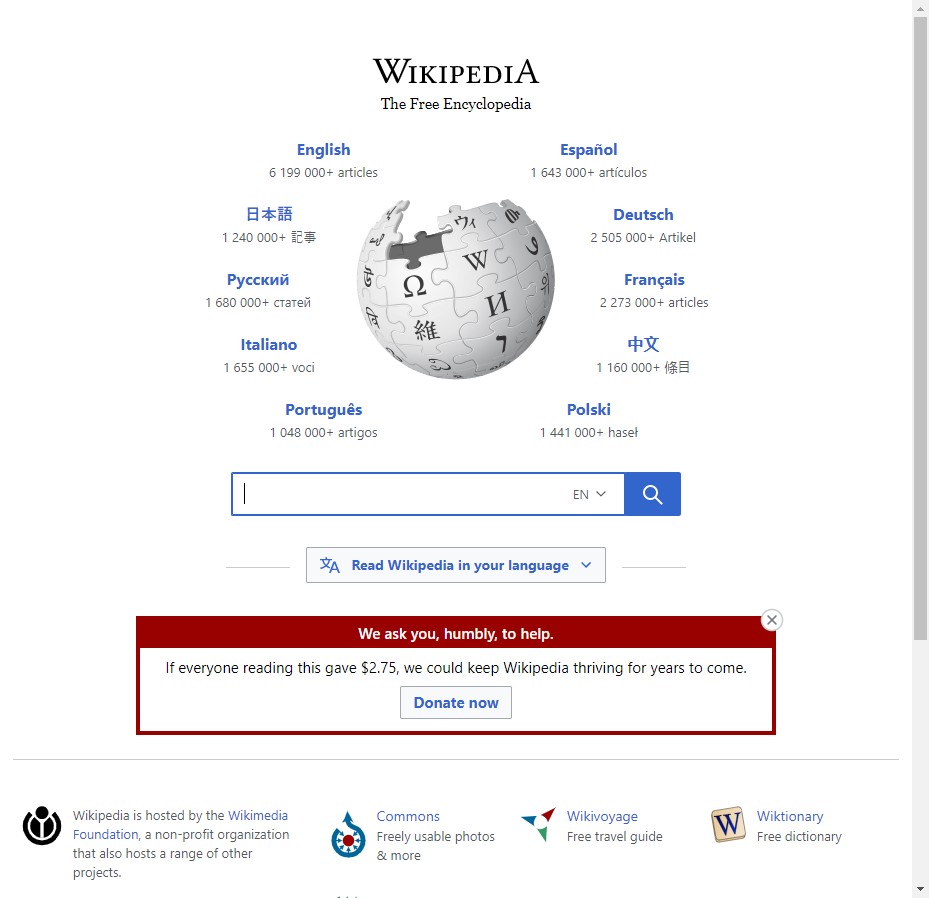 WIKIPEDIA
The Free Encyclopedia
English
6 199 000+ articles
Español
1 643 000+ artículos
日本語
1 240 000+ 記事
Deutsch
2 505 000+ Artikel
Русский
1 680 000+ статей
Français
2 273 000+ articles
Italiano
1 655 000+ voci
中文
1 160 000+ 條目
Português
1 048 000+ artigos
Polski
1 441 000+ haseł
ウィ
W
Ω
И
維
EN
Read Wikipedia in your language
We ask you, humbly, to help.
If everyone reading this gave $2.75, we could keep Wikipedia thriving for years to come.
Donate now
Wikipedia is hosted by the Wikimedia
Foundation, a non-profit organization
that also hosts a range of other
projects.
Commons
Freely usable photos
& more
Wikivoyage
Free travel guide
W
Wiktionary
Free dictionary